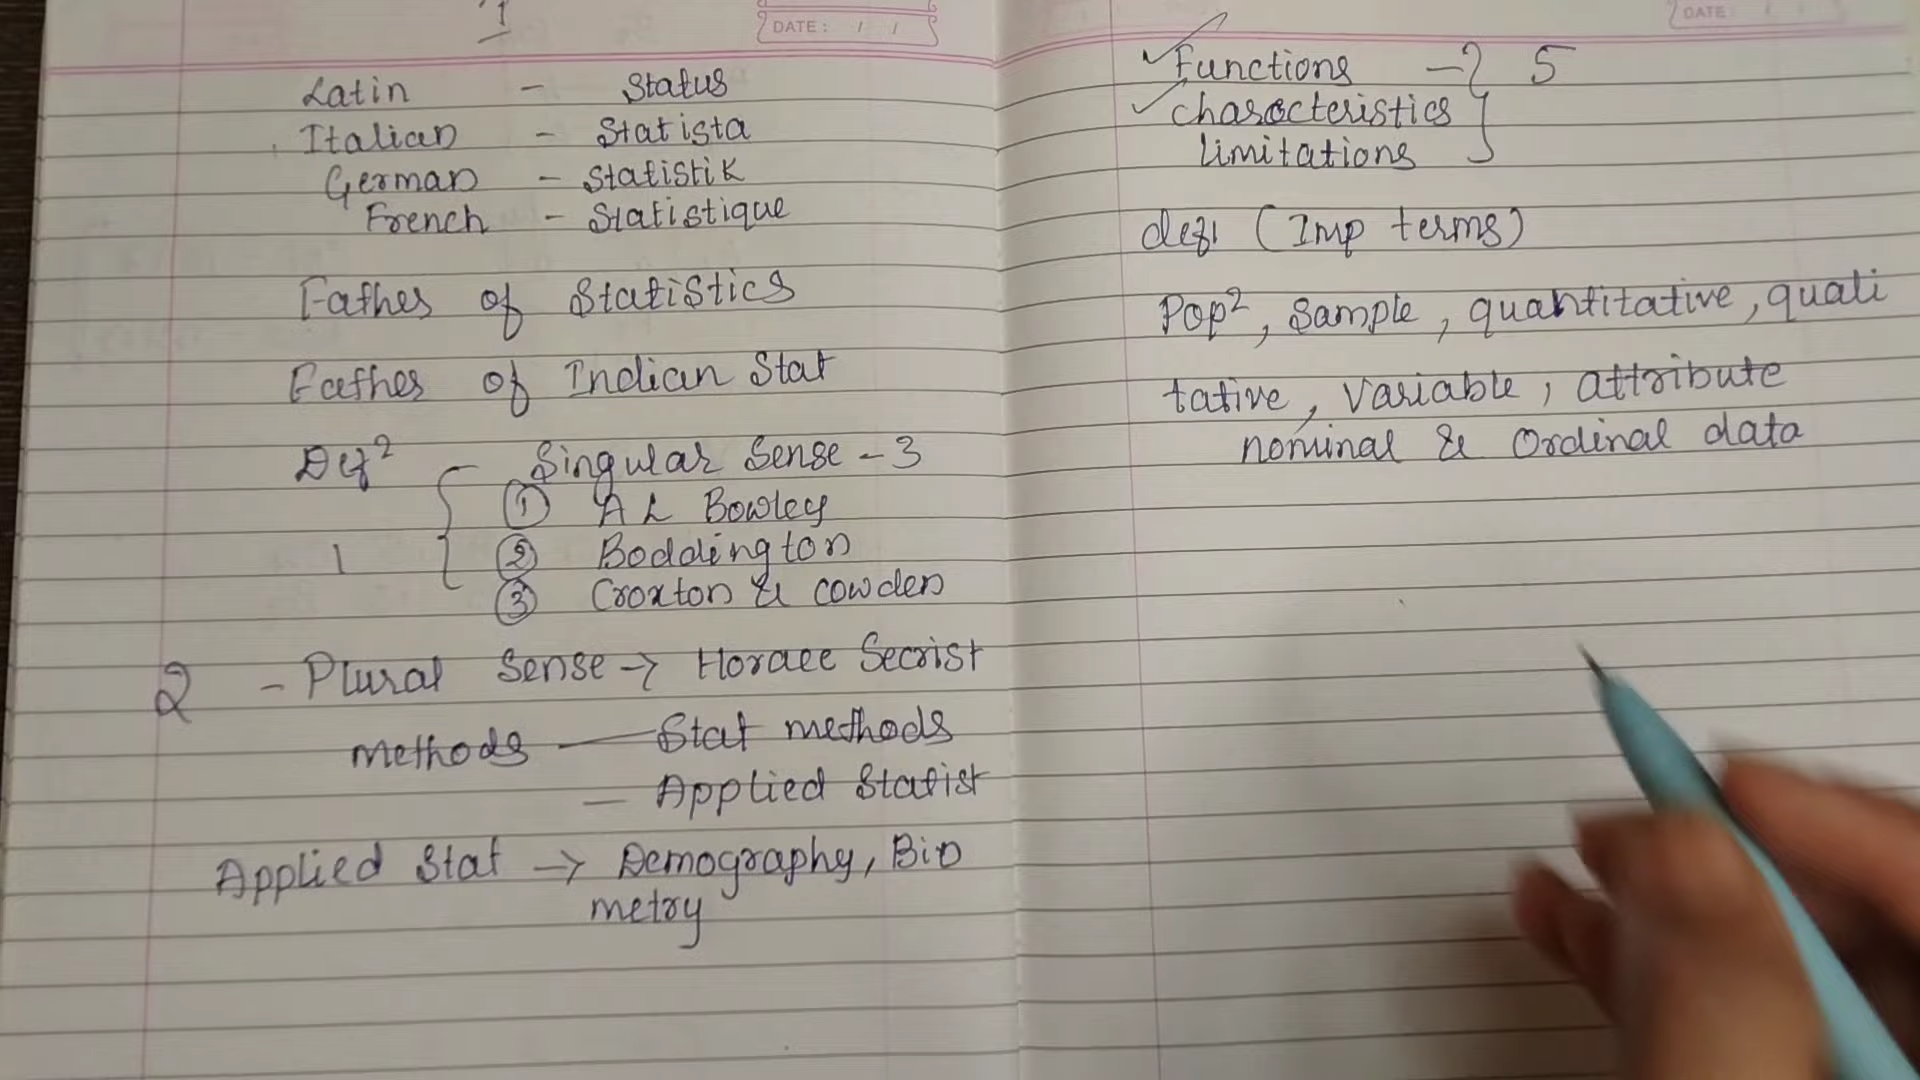 1
DATE: / /
Latin - Status
Italian - Statista
German - Statistik
French - Statistique
Father of Statistics
Father of Indian Stat
Def² - Singular Sense - 3
① A L Bowley
1 ② Boddington
③ Croxton & cowden
2 - Plural Sense → Horace Secrist
Methods — Stat methods
— Applied Statist
Applied Stat → Demography, Bio
metry
DATE / /
✓ Functions - } 5
✓ characteristics
limitations
def, (Imp terms)
Pop², Sample, quantitative, quali
tative, Variable, attribute
nominal & Ordinal data